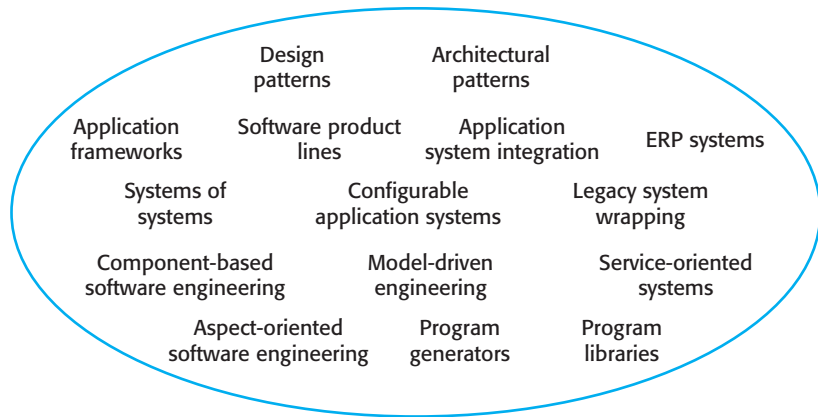 Design
patterns
Architectural
patterns
Application
frameworks
Software product
lines
Application
system integration
ERP systems
Systems of
systems
Configurable
application systems
Legacy system
wrapping
Component-based
software engineering
Model-driven
engineering
Service-oriented
systems
Aspect-oriented
software engineering
Program
generators
Program
libraries